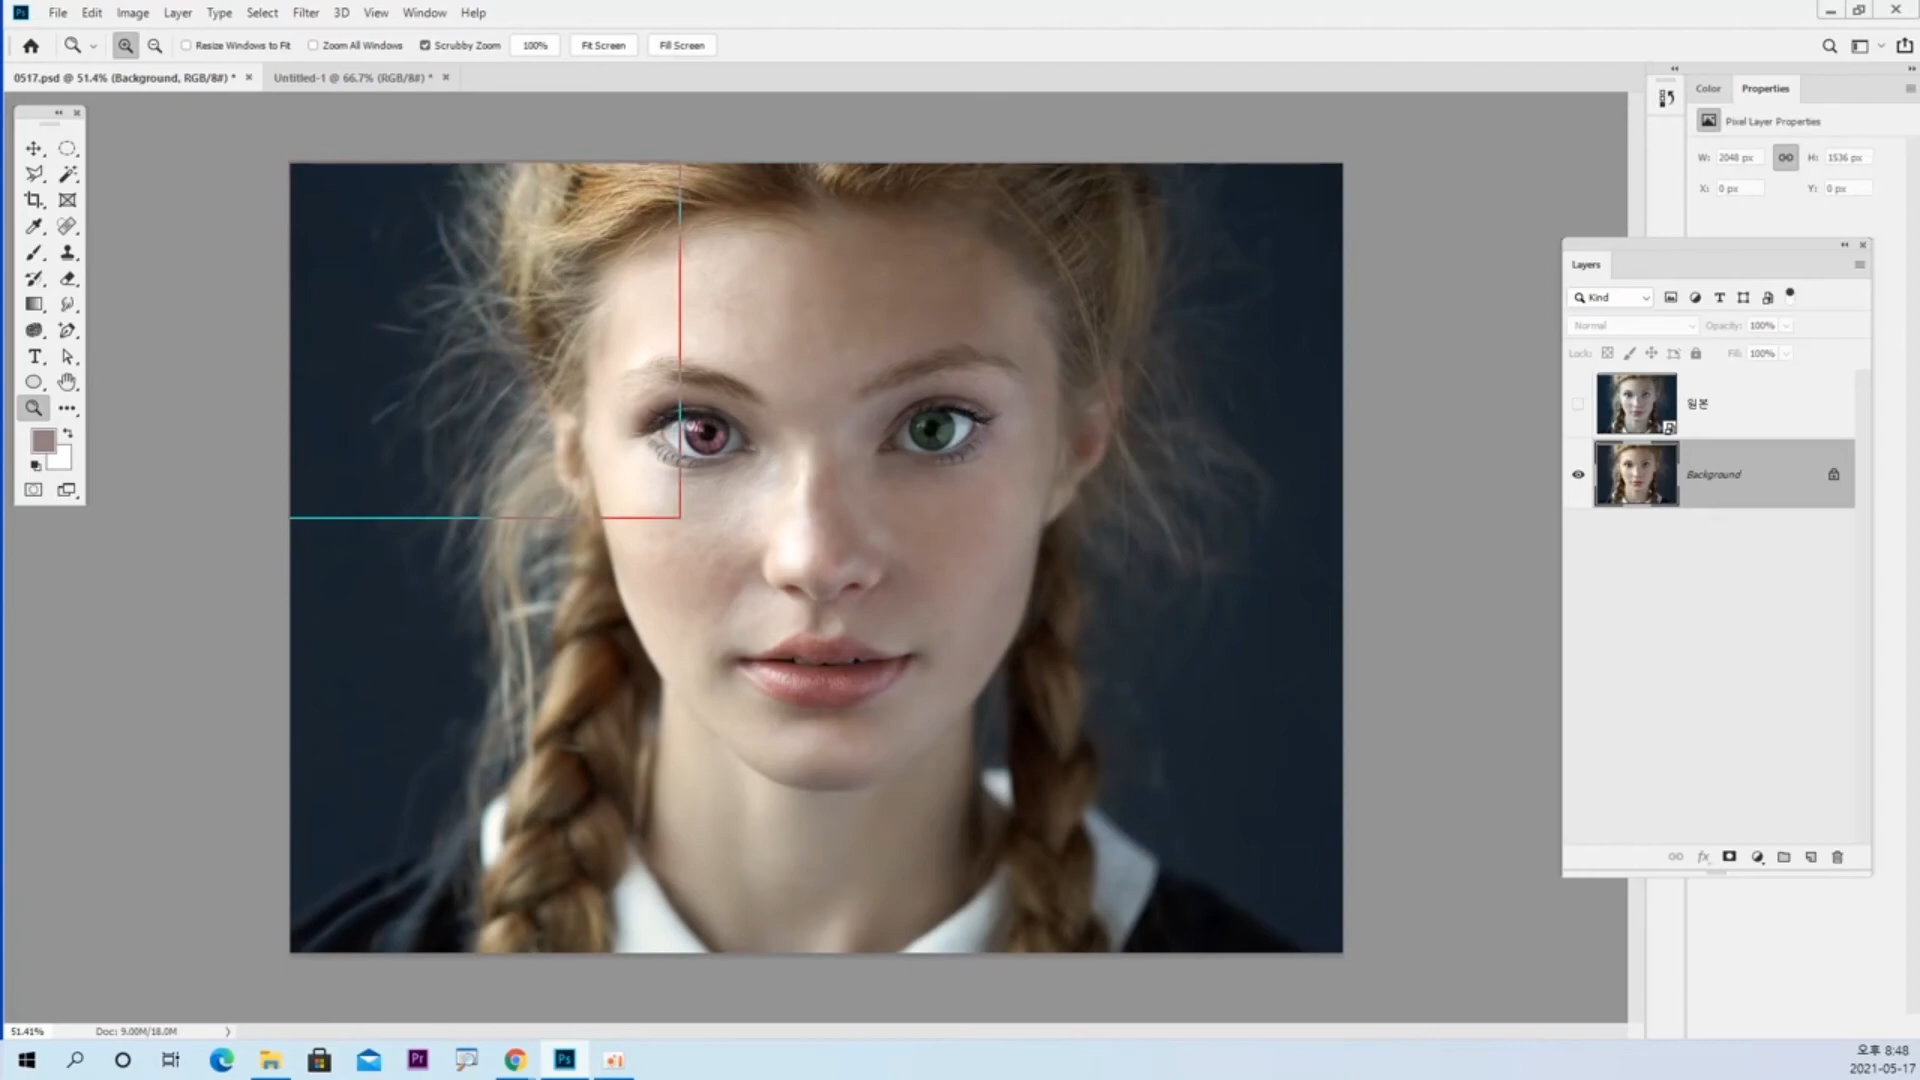 Ps File Edit Image Layer Type Select Filter 3D View Window Help
Resize Windows to Fit Zoom All Windows Scrubby Zoom 100% Fit Screen Fill Screen
0517.psd @ 51.4% (Background, RGB/8#) * Untitled-1 @ 66.7% (RGB/8#) *
Color Properties
Pixel Layer Properties
W: 2048 px H: 1536 px
X: 0 px Y: 0 px
Layers
Kind
Normal Opacity: 100%
Lock: Fill: 100%
원본
Background
fx
51.41% Doc: 9.00M/18.0M
Pr Ps
오후 8:48
2021-05-17